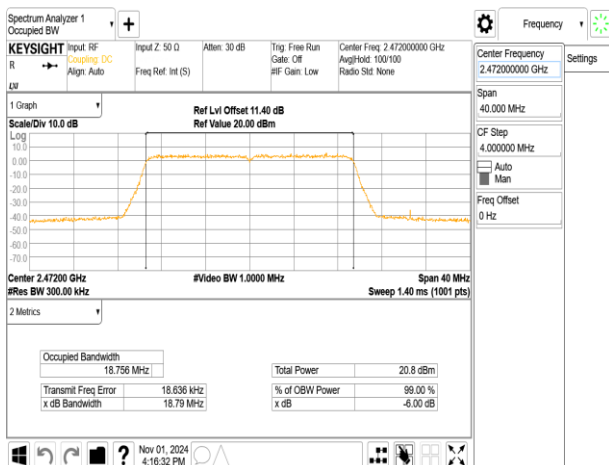 Spectrum Analyzer 1
Occupied BW
Frequency
KEYSIGHT
Input: RF
Input Z: 50 Ω
Atten: 30 dB
Trig: Free Run
Center Freq: 2.472000000 GHz
R
Coupling: DC
Gate: Off
Avg|Hold: 100/100
Align: Auto
Freq Ref: Int (S)
#IF Gain: Low
Radio Std: None
LXI
Center Frequency
2.472000000 GHz
Settings
Span
40.000 MHz
CF Step
4.000000 MHz
Auto
Man
Freq Offset
0 Hz
1 Graph
Scale/Div 10.0 dB
Ref Lvl Offset 11.40 dB
Ref Value 20.00 dBm
Log
10.0
0.00
-10.0
-20.0
-30.0
-40.0
-50.0
-60.0
-70.0
Center 2.47200 GHz
#Video BW 1.0000 MHz
Span 40 MHz
#Res BW 300.00 kHz
Sweep 1.40 ms (1001 pts)
2 Metrics
Occupied Bandwidth
18.756 MHz
Total Power 20.8 dBm
Transmit Freq Error 18.636 kHz
% of OBW Power 99.00 %
x dB Bandwidth 18.79 MHz
x dB -6.00 dB
?
Nov 01, 2024
4:16:32 PM